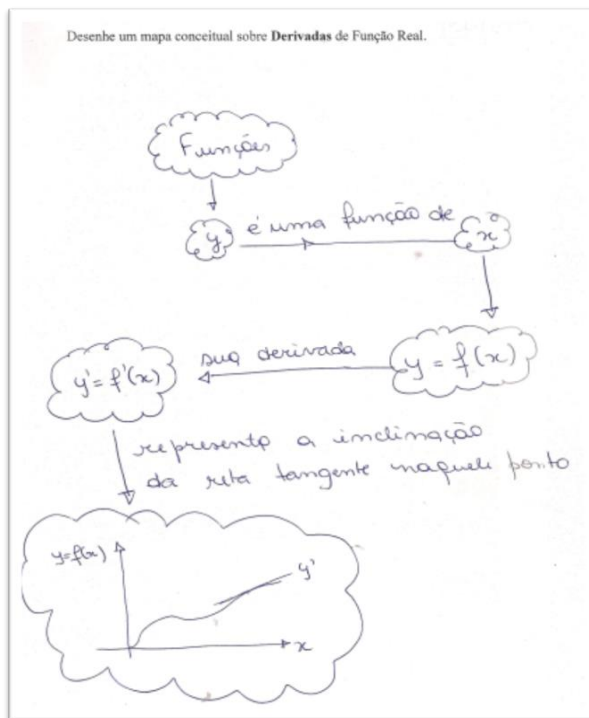 Desenhe um mapa conceitual sobre Derivadas de Função Real.
Funções
y
é uma função de
x
y = f(x)
sua derivada
y' = f'(x)
representa a inclinação
da reta tangente naquele ponto
y=f(x)
y'
x